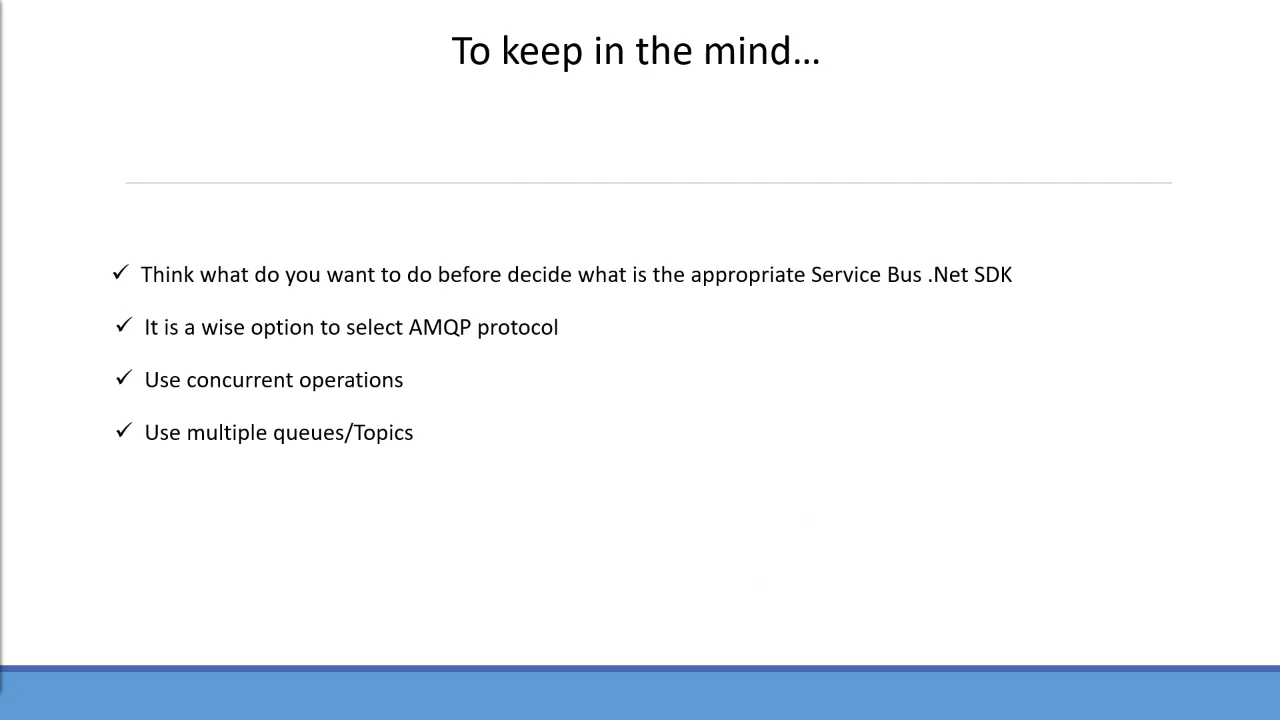 To keep in the mind...
✓ Think what do you want to do before decide what is the appropriate Service Bus .Net SDK
✓ It is a wise option to select AMQP protocol
✓ Use concurrent operations
✓ Use multiple queues/Topics